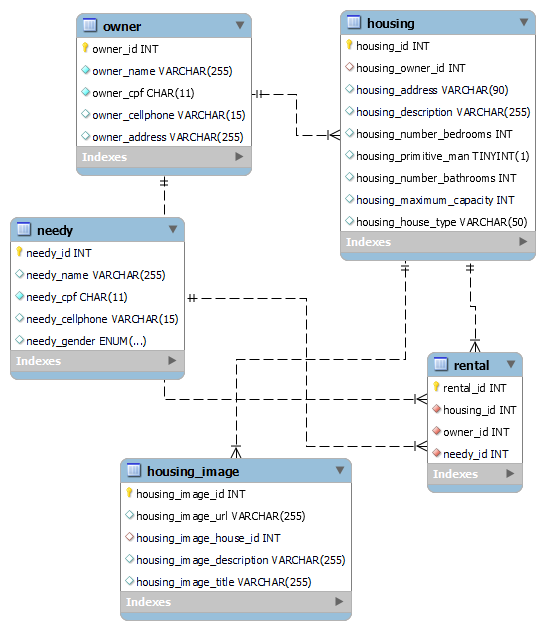 owner
owner_id INT
owner_name VARCHAR(255)
owner_cpf CHAR(11)
owner_cellphone VARCHAR(15)
owner_address VARCHAR(255)
Indexes
housing
housing_id INT
housing_owner_id INT
housing_address VARCHAR(90)
housing_description VARCHAR(255)
housing_number_bedrooms INT
housing_primitive_man TINYINT(1)
housing_number_bathrooms INT
housing_maximum_capacity INT
housing_house_type VARCHAR(50)
Indexes
needy
needy_id INT
needy_name VARCHAR(255)
needy_cpf CHAR(11)
needy_cellphone VARCHAR(15)
needy_gender ENUM(...)
Indexes
rental
rental_id INT
housing_id INT
owner_id INT
needy_id INT
Indexes
housing_image
housing_image_id INT
housing_image_url VARCHAR(255)
housing_image_house_id INT
housing_image_description VARCHAR(255)
housing_image_title VARCHAR(255)
Indexes